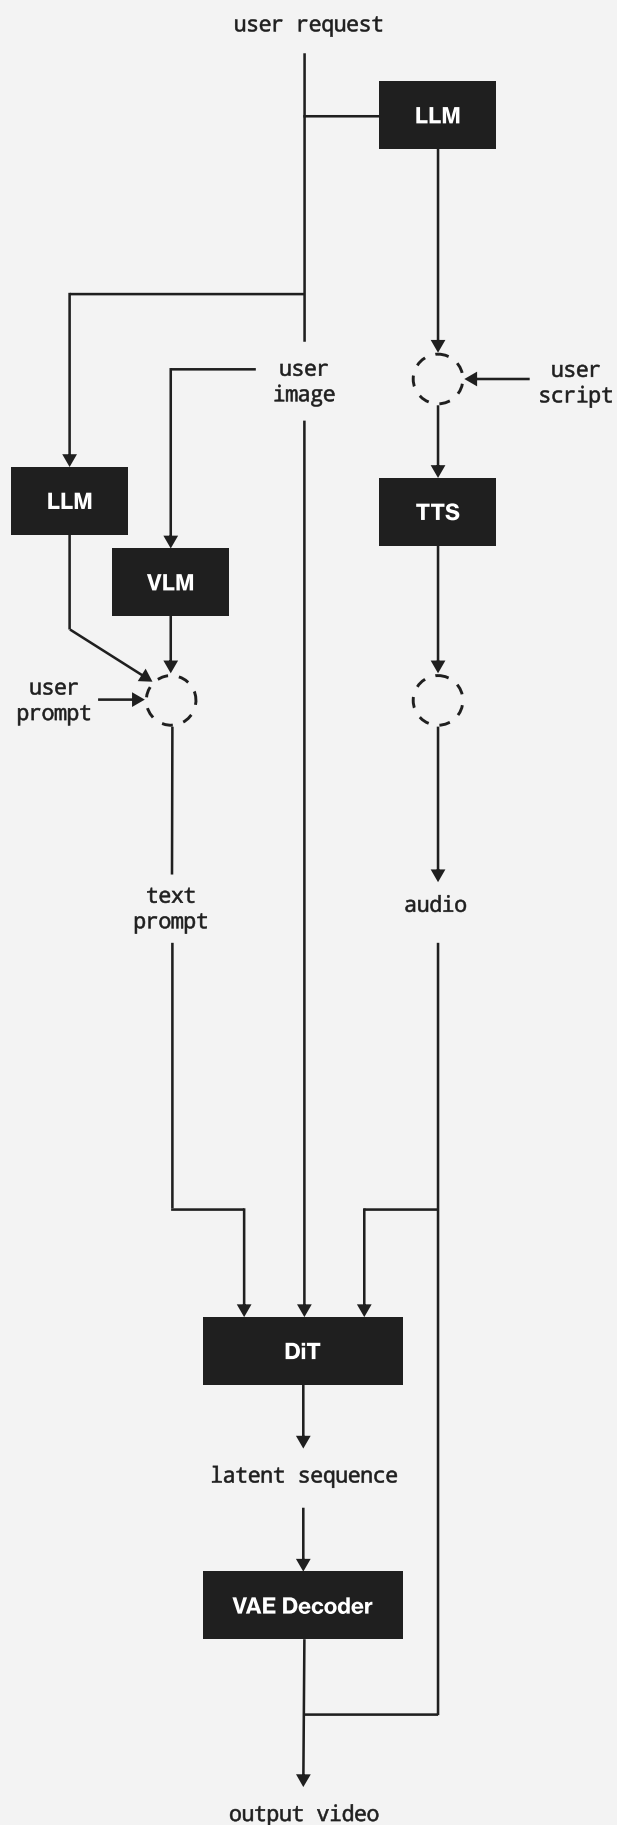 user request
LLM
user
image
user
script
LLM
TTS
VLM
user
prompt
text
prompt
audio
DiT
latent sequence
VAE Decoder
output video